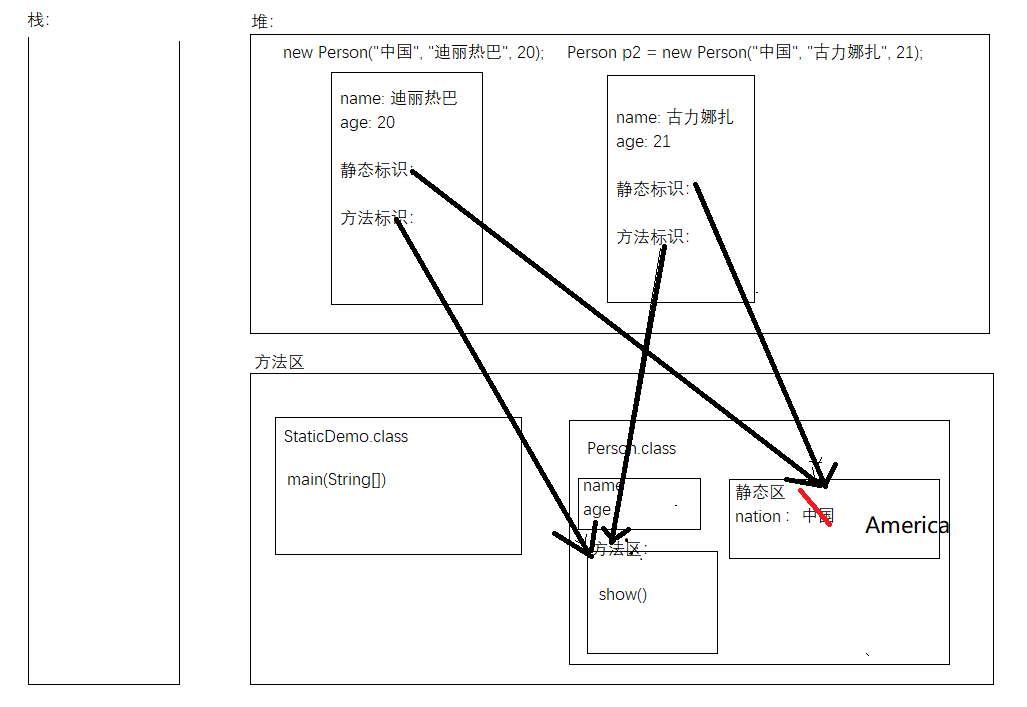 栈：
堆：
new Person("中国", "迪丽热巴", 20);
Person p2 = new Person("中国", "古力娜扎", 21);
name: 迪丽热巴
age: 20
静态标识：
方法标识：
name: 古力娜扎
age: 21
静态标识：
方法标识：
方法区
StaticDemo.class
main(String[])
Person.class
name
age
方法区：
show()
静态区
nation： 中国
America